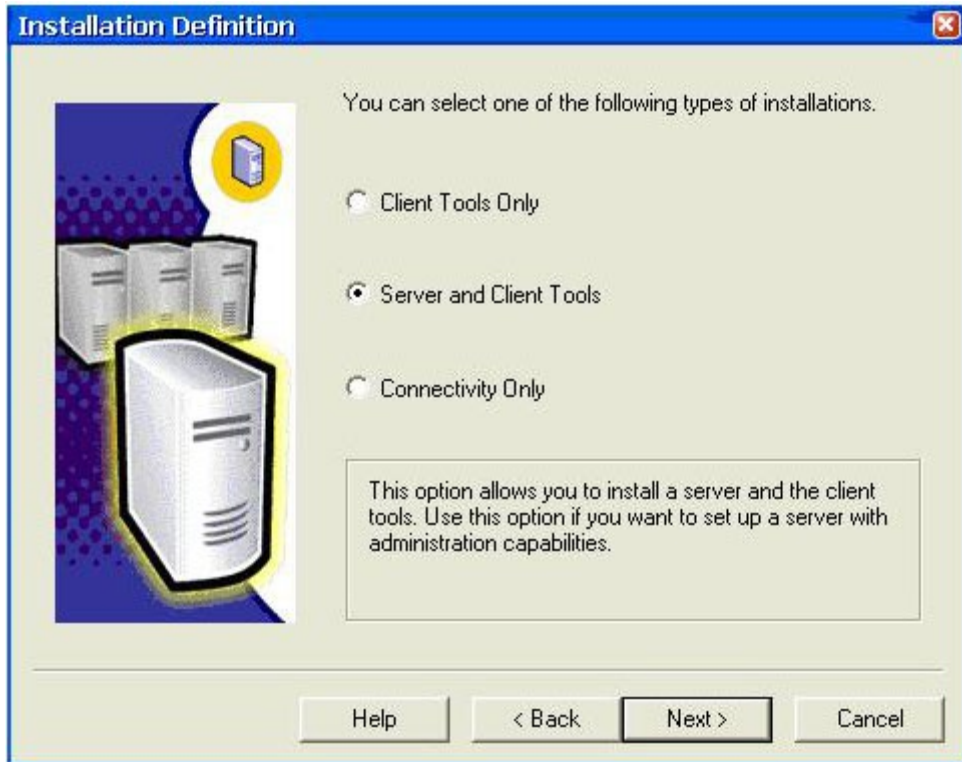 Installation Definition
You can select one of the following types of installations.
Client Tools Only
Server and Client Tools
Connectivity Only
This option allows you to install a server and the client
tools. Use this option if you want to set up a server with
administration capabilities.
Help
< Back
Next >
Cancel